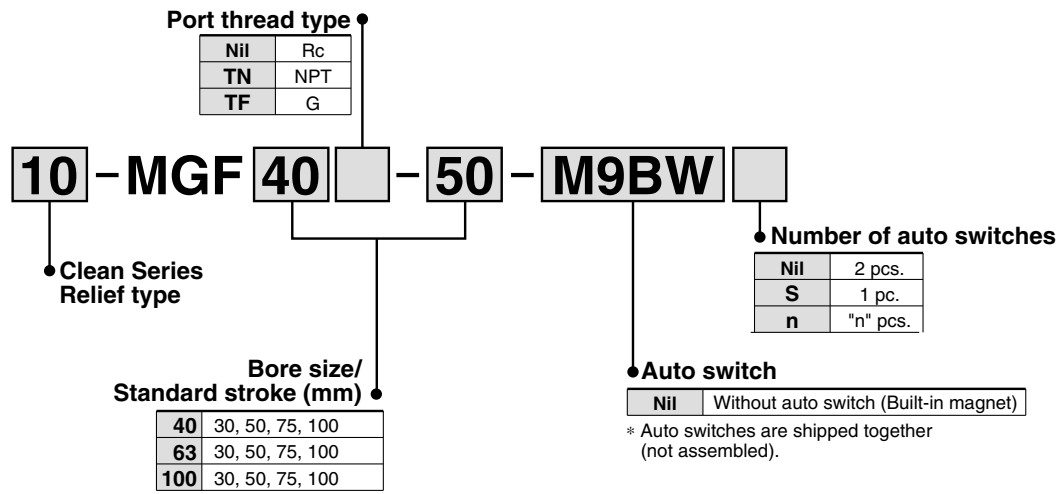 Port thread type
Nil Rc
TN NPT
TF G
10 – MGF 40 – 50 – M9BW
Clean Series
Relief type
Number of auto switches
Nil 2 pcs.
S 1 pc.
n "n" pcs.
Bore size/
Standard stroke (mm)
40 30, 50, 75, 100
63 30, 50, 75, 100
100 30, 50, 75, 100
Auto switch
Nil Without auto switch (Built-in magnet)
* Auto switches are shipped together
(not assembled).